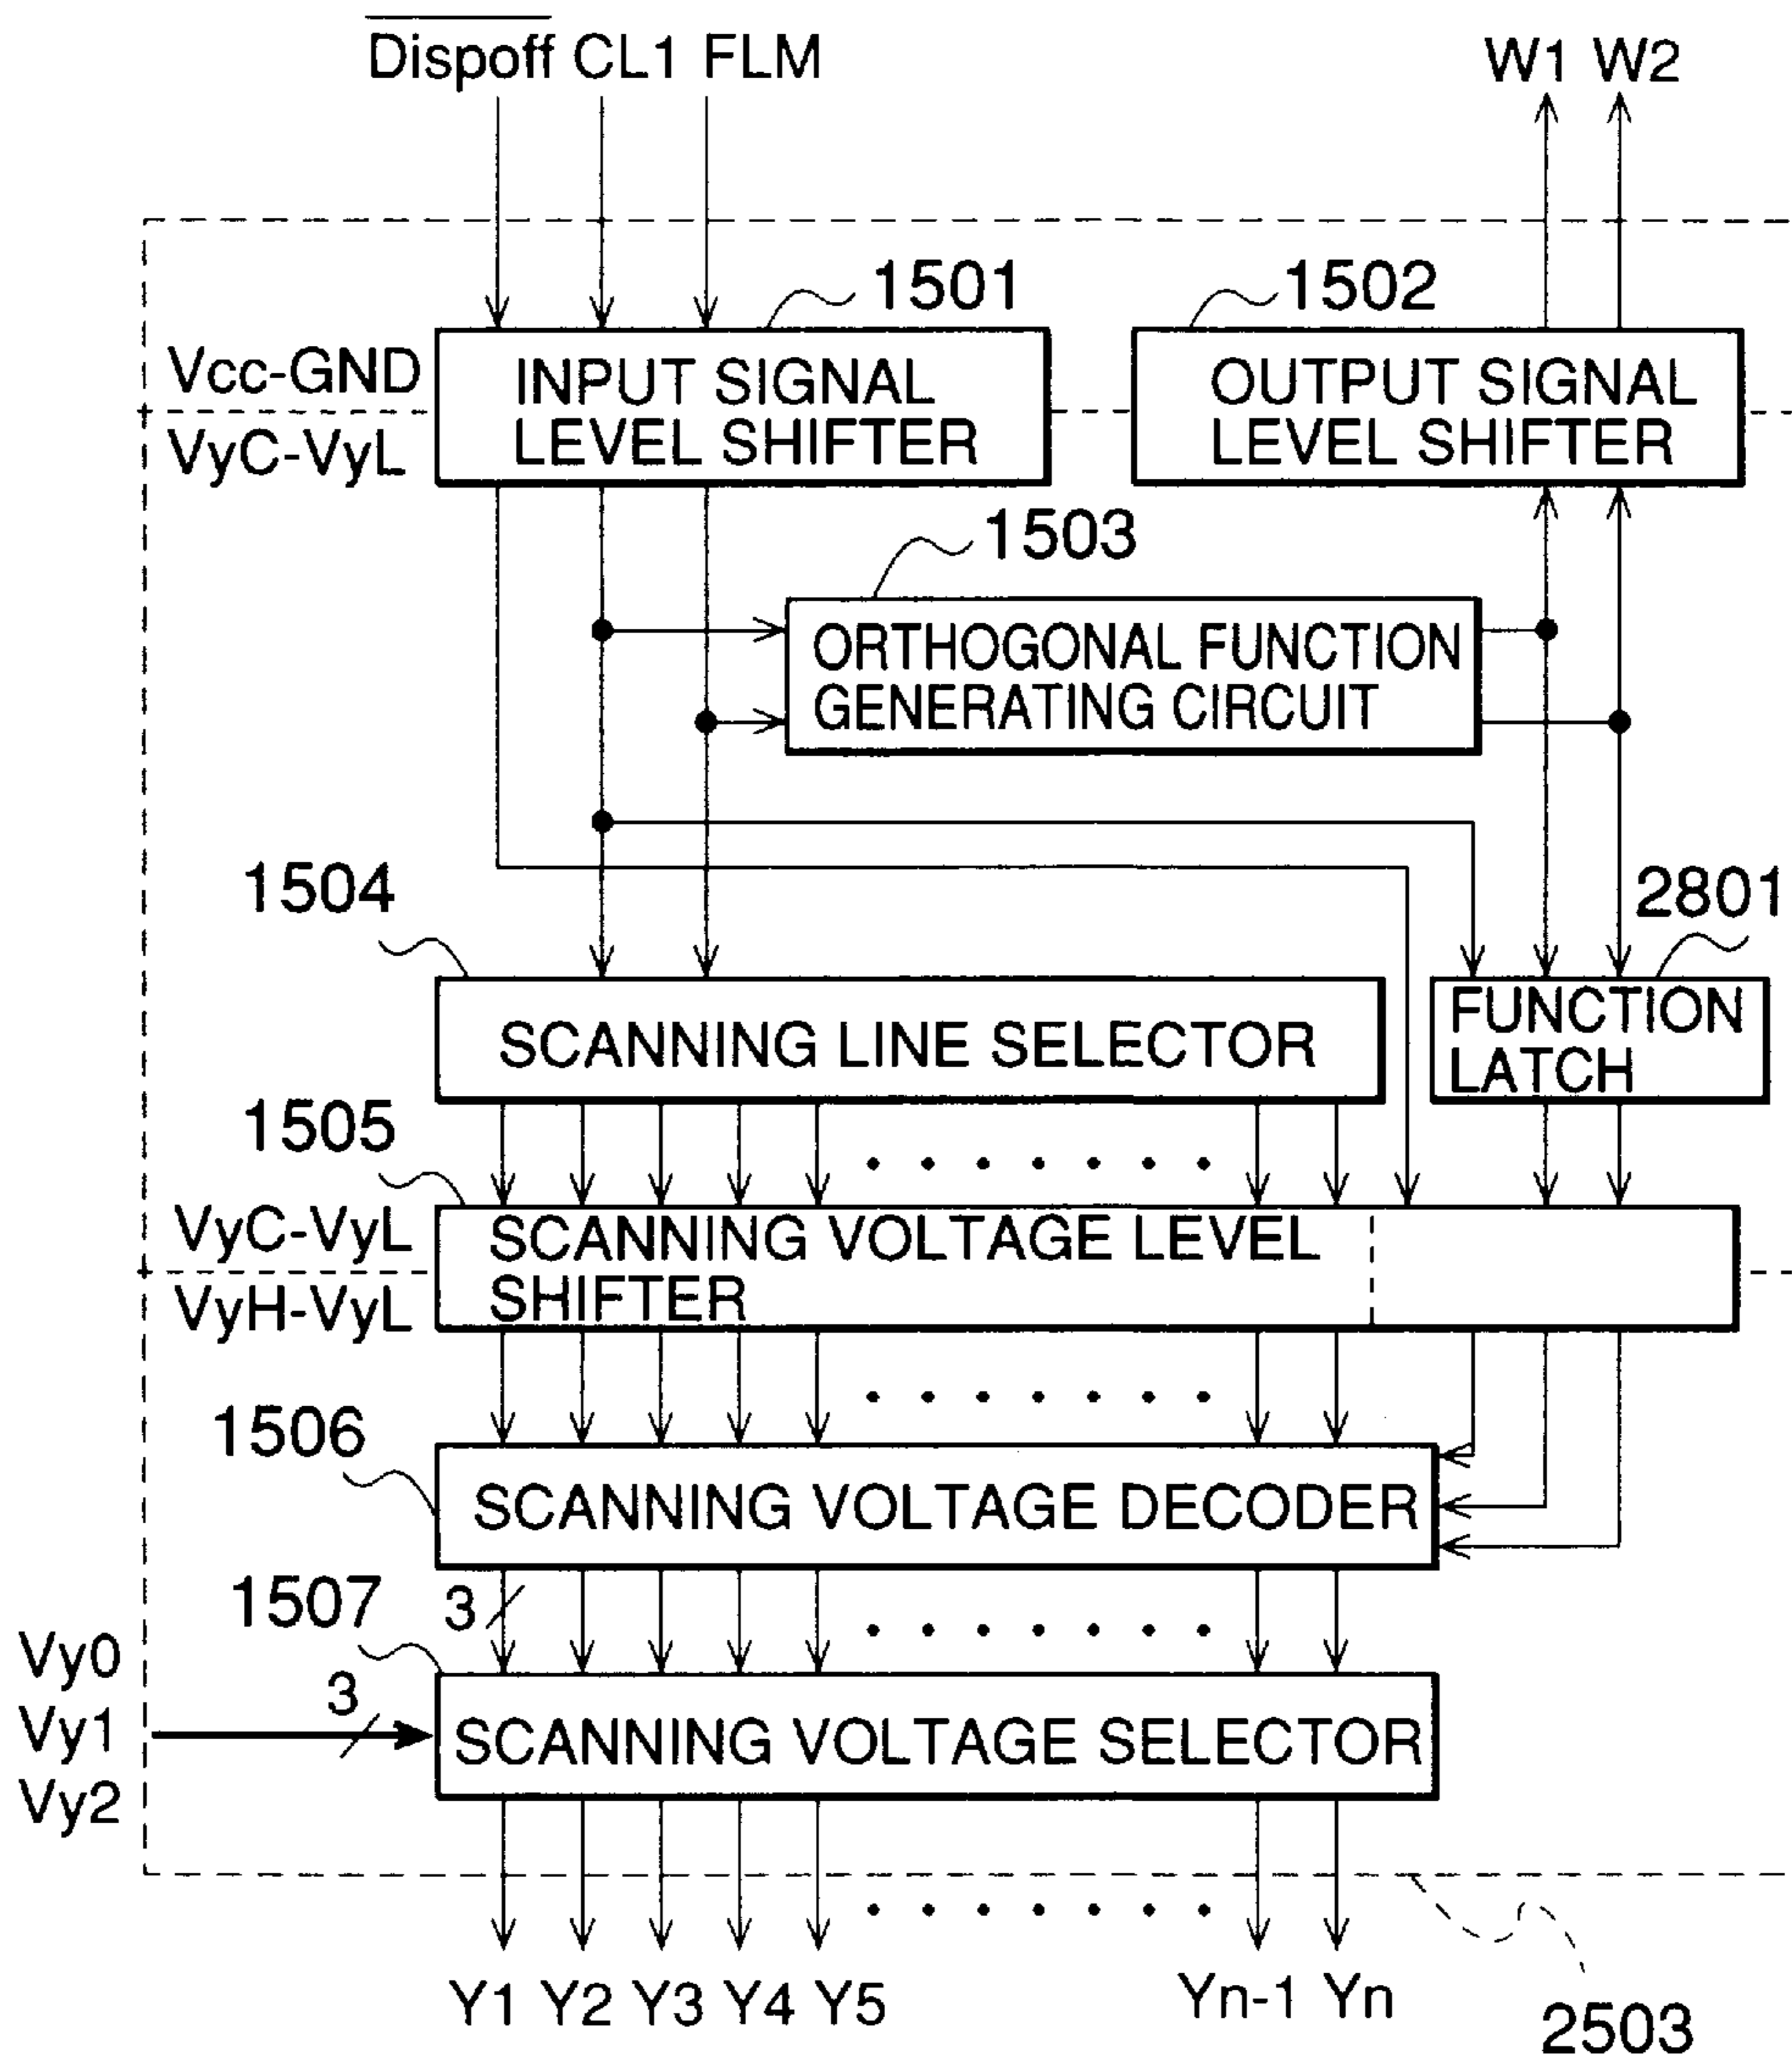 Dispoff CL1 FLM
W1 W2
1501
1502
Vcc-GND
VyC-VyL
INPUT SIGNAL
LEVEL SHIFTER
OUTPUT SIGNAL
LEVEL SHIFTER
1503
ORTHOGONAL FUNCTION
GENERATING CIRCUIT
1504
2801
SCANNING LINE SELECTOR
FUNCTION
LATCH
1505
VyC-VyL
VyH-VyL
SCANNING VOLTAGE LEVEL
SHIFTER
1506
SCANNING VOLTAGE DECODER
1507
3
Vy0
Vy1
Vy2
3
SCANNING VOLTAGE SELECTOR
Y1 Y2 Y3 Y4 Y5 Yn-1 Yn
2503